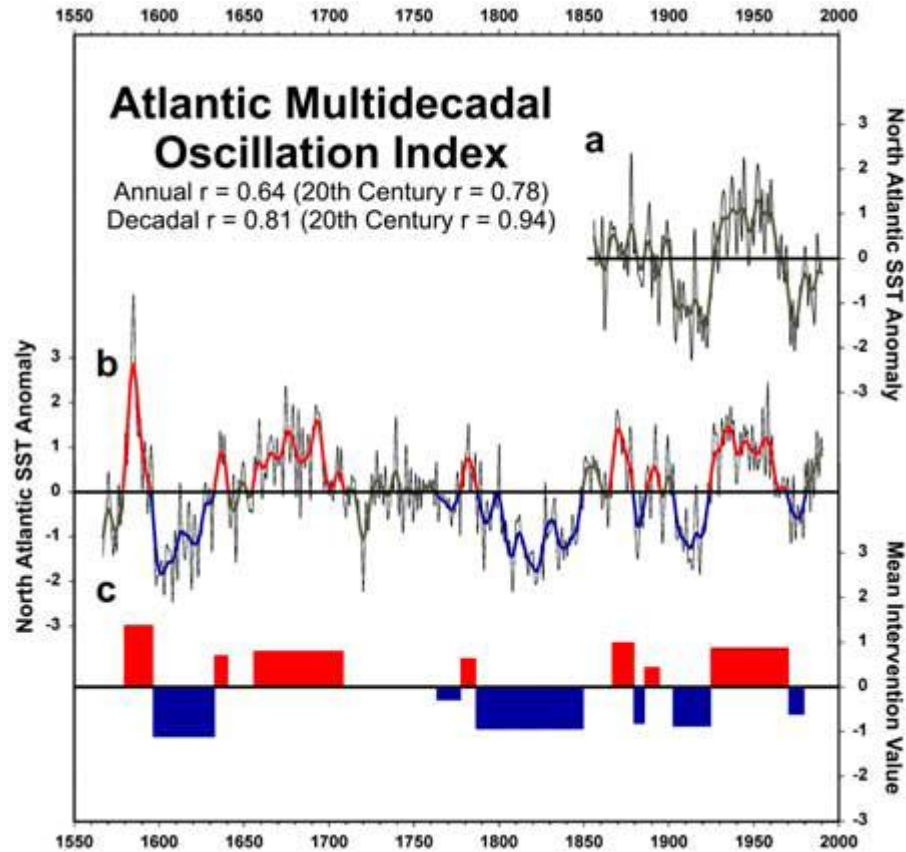 1550 1600 1650 1700 1750 1800 1850 1900 1950 2000
Atlantic Multidecadal
Oscillation Index
Annual r = 0.64 (20th Century r = 0.78)
Decadal r = 0.81 (20th Century r = 0.94)
a
3
2
1
0
-1
-2
-3
North Atlantic SST Anomaly
b
3
2
1
0
-1
-2
-3
North Atlantic SST Anomaly
c
3
2
1
0
-1
-2
-3
Mean Intervention Value
1550 1600 1650 1700 1750 1800 1850 1900 1950 2000